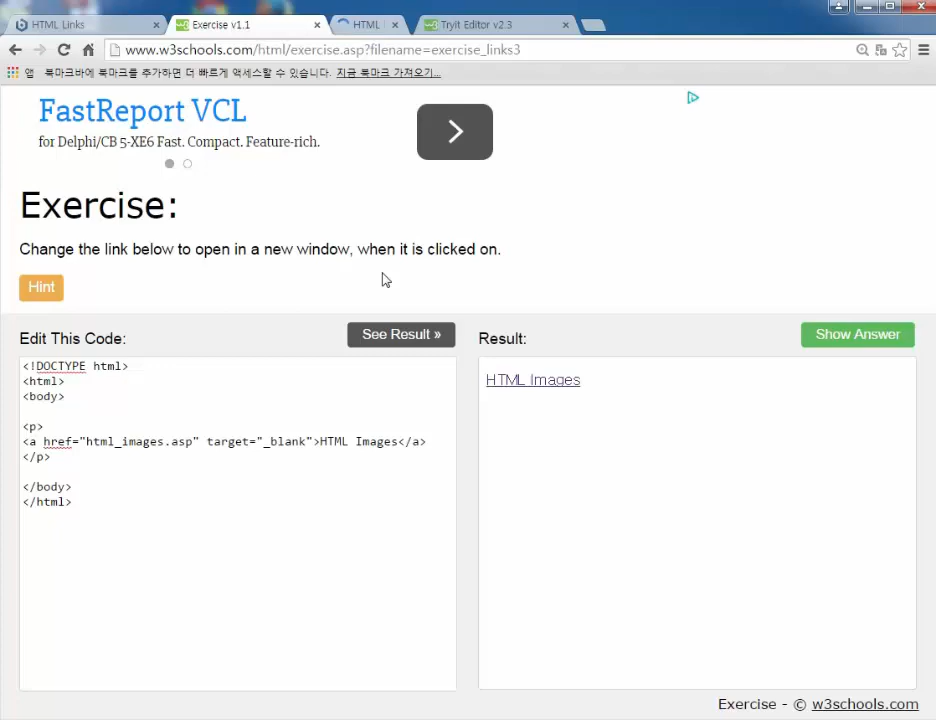 HTML Links
Exercise v1.1
HTML
Tryit Editor v2.3
www.w3schools.com/html/exercise.asp?filename=exercise_links3
앱 북마크바에 북마크를 추가하면 더 빠르게 액세스할 수 있습니다. 지금 북마크 가져오기...
FastReport VCL
for Delphi/CB 5-XE6 Fast. Compact. Feature-rich.
Exercise:
Change the link below to open in a new window, when it is clicked on.
Hint
Edit This Code:
See Result »
<!DOCTYPE html>
<html>
<body>
<p>
<a href="html_images.asp" target="_blank">HTML Images</a>
</p>
</body>
</html>
Result:
Show Answer
HTML Images
Exercise - © w3schools.com